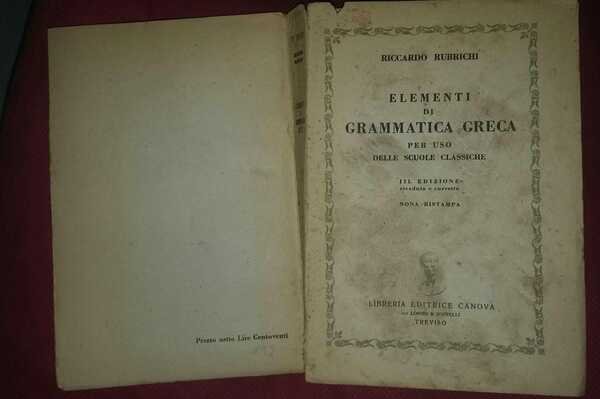 Prezzo netto Lire Centoventi
RICCARDO RUBRICHI
ELEMENTI
DI
GRAMMATICA GRECA
PER USO
DELLE SCUOLE CLASSICHE
III. EDIZIONE
riveduta e corretta
NONA RISTAMPA
LIBRERIA EDITRICE CANOVA
TREVISO